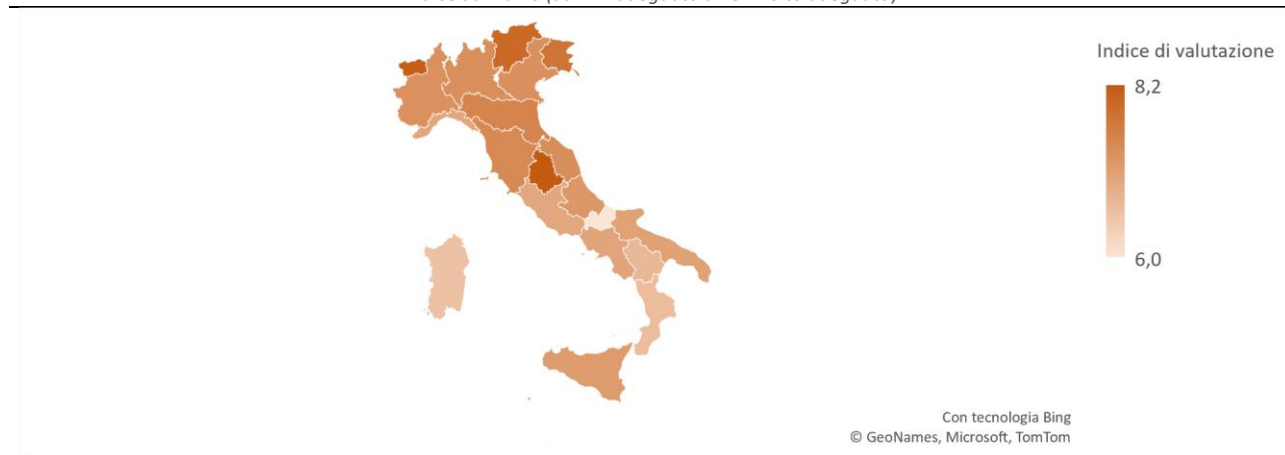 Indice di valutazione
8,2
6,0
Con tecnologia Bing
© GeoNames, Microsoft, TomTom